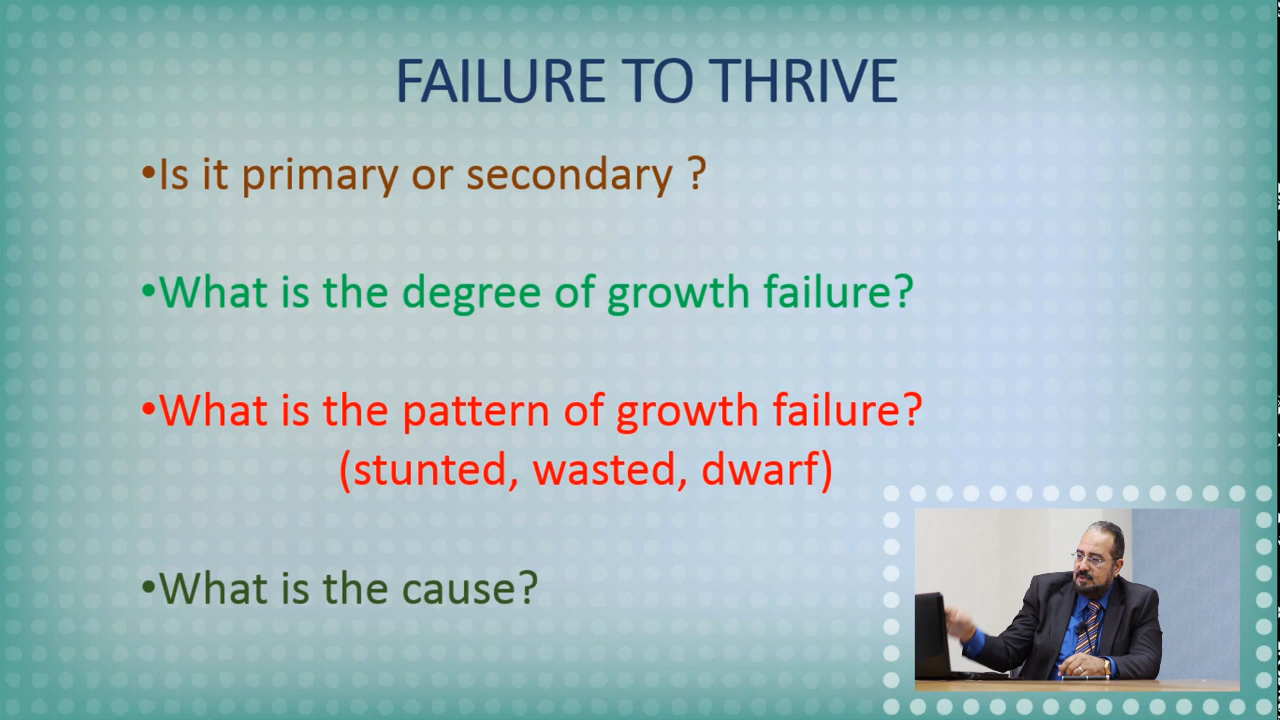 FAILURE TO THRIVE
•Is it primary or secondary ?
•What is the degree of growth failure?
•What is the pattern of growth failure?
(stunted, wasted, dwarf)
•What is the cause?